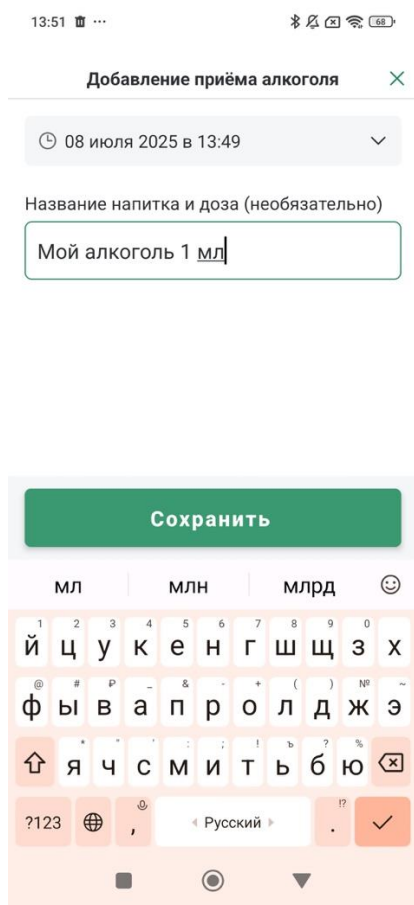 13:51
68
Добавление приёма алкоголя
08 июля 2025 в 13:49
Название напитка и доза (необязательно)
Мой алкоголь 1 мл
Сохранить
мл млн млрд
1 2 3 4 5 6 7 8 9 0
й ц у к е н г ш щ з х
@ # ₽ _ & - + ( ) № ~
ф ы в а п р о л д ж э
* " ' : ; ! ъ ? %
я ч с м и т ь б ю
?123 , Русский . !?